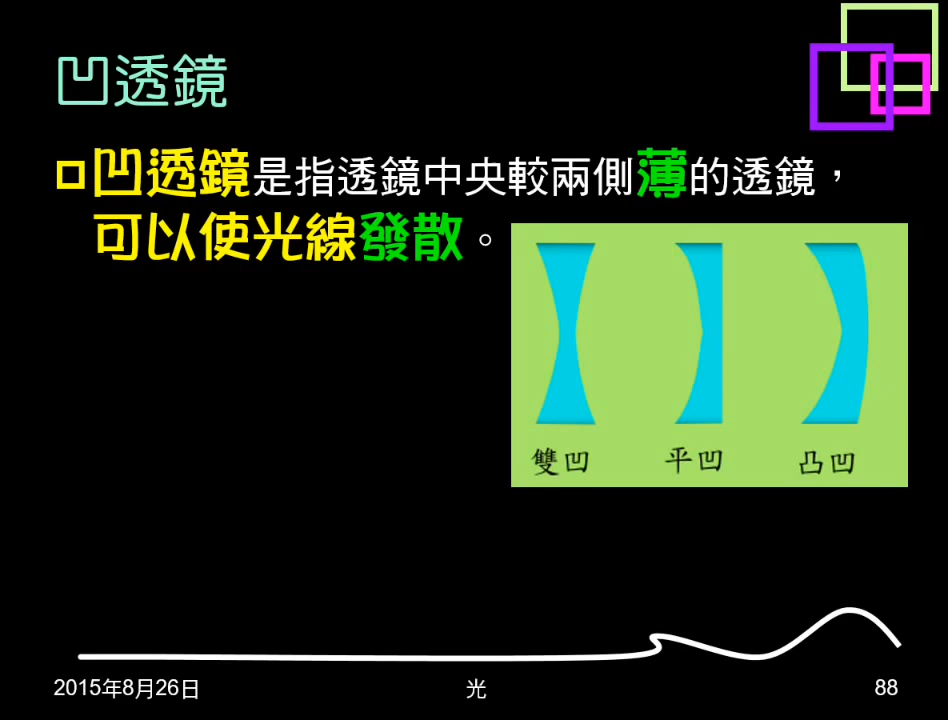 凹透鏡
凹透鏡是指透鏡中央較兩側薄的透鏡，
可以使光線發散。
雙凹 平凹 凸凹
2015年8月26日 光 88